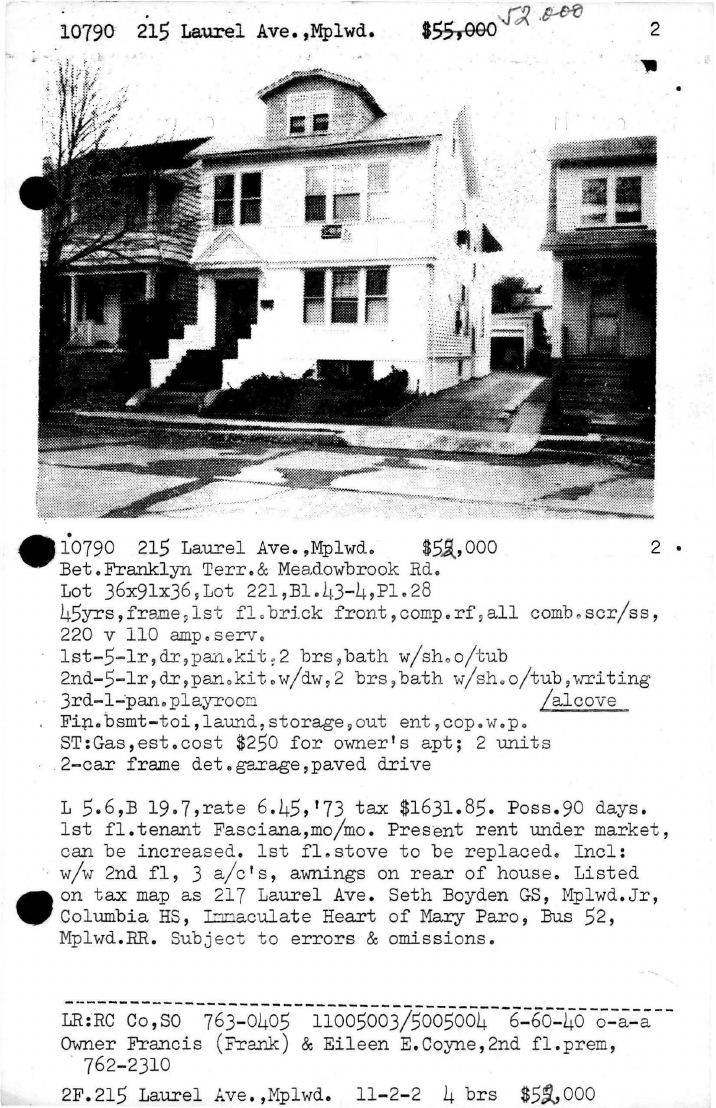 10790 215 Laurel Ave.,Mplwd. $55,000 52.000 2
10790 215 Laurel Ave.,Mplwd. $52,000 2
Bet.Franklyn Terr.& Meadowbrook Rd.
Lot 36x91x36,Lot 221,Bl.43-4,Pl.28
45yrs,frame,1st fl.brick front,comp.rf,all comb.scr/ss,
220 v 110 amp.serv.
1st-5-lr,dr,pan.kit,2 brs,bath w/sh.o/tub
2nd-5-lr,dr,pan.kit.w/dw,2 brs,bath w/sh.o/tub,writing
3rd-1-pan.playroom /alcove
Fin.bsmt-toi,laund,storage,out ent,cop.w.p.
ST:Gas,est.cost $250 for owner's apt; 2 units
2-car frame det.garage,paved drive
L 5.6,B 19.7,rate 6.45,'73 tax $1631.85. Poss.90 days.
1st fl.tenant Fasciana,mo/mo. Present rent under market,
can be increased. 1st fl.stove to be replaced. Incl:
w/w 2nd fl, 3 a/c's, awnings on rear of house. Listed
on tax map as 217 Laurel Ave. Seth Boyden GS, Mplwd.Jr,
Columbia HS, Immaculate Heart of Mary Paro, Bus 52,
Mplwd.RR. Subject to errors & omissions.
LR:RC Co,SO 763-0405 11005003/5005004 6-60-40 o-a-a
Owner Francis (Frank) & Eileen E.Coyne,2nd fl.prem,
762-2310
2F.215 Laurel Ave.,Mplwd. 11-2-2 4 brs $52,000